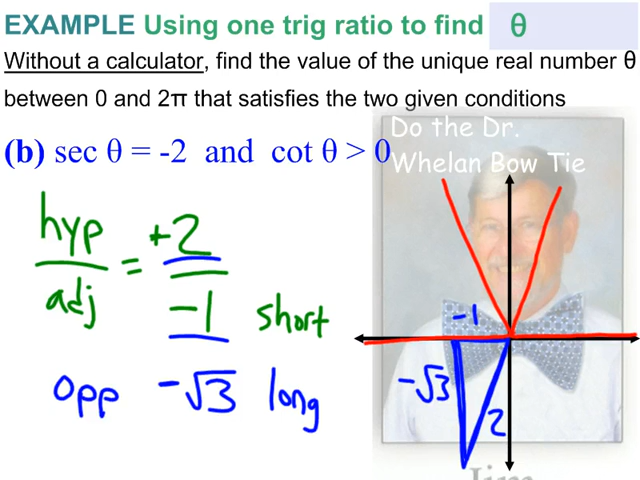 EXAMPLE Using one trig ratio to find θ
Without a calculator, find the value of the unique real number θ
between 0 and 2π that satisfies the two given conditions
(b) sec θ = -2 and cot θ > 0
Do the Dr.
Whelan Bow Tie
hyp
adj
=
+2
-1 short
opp -√3 long
-1
-√3
2
Jim